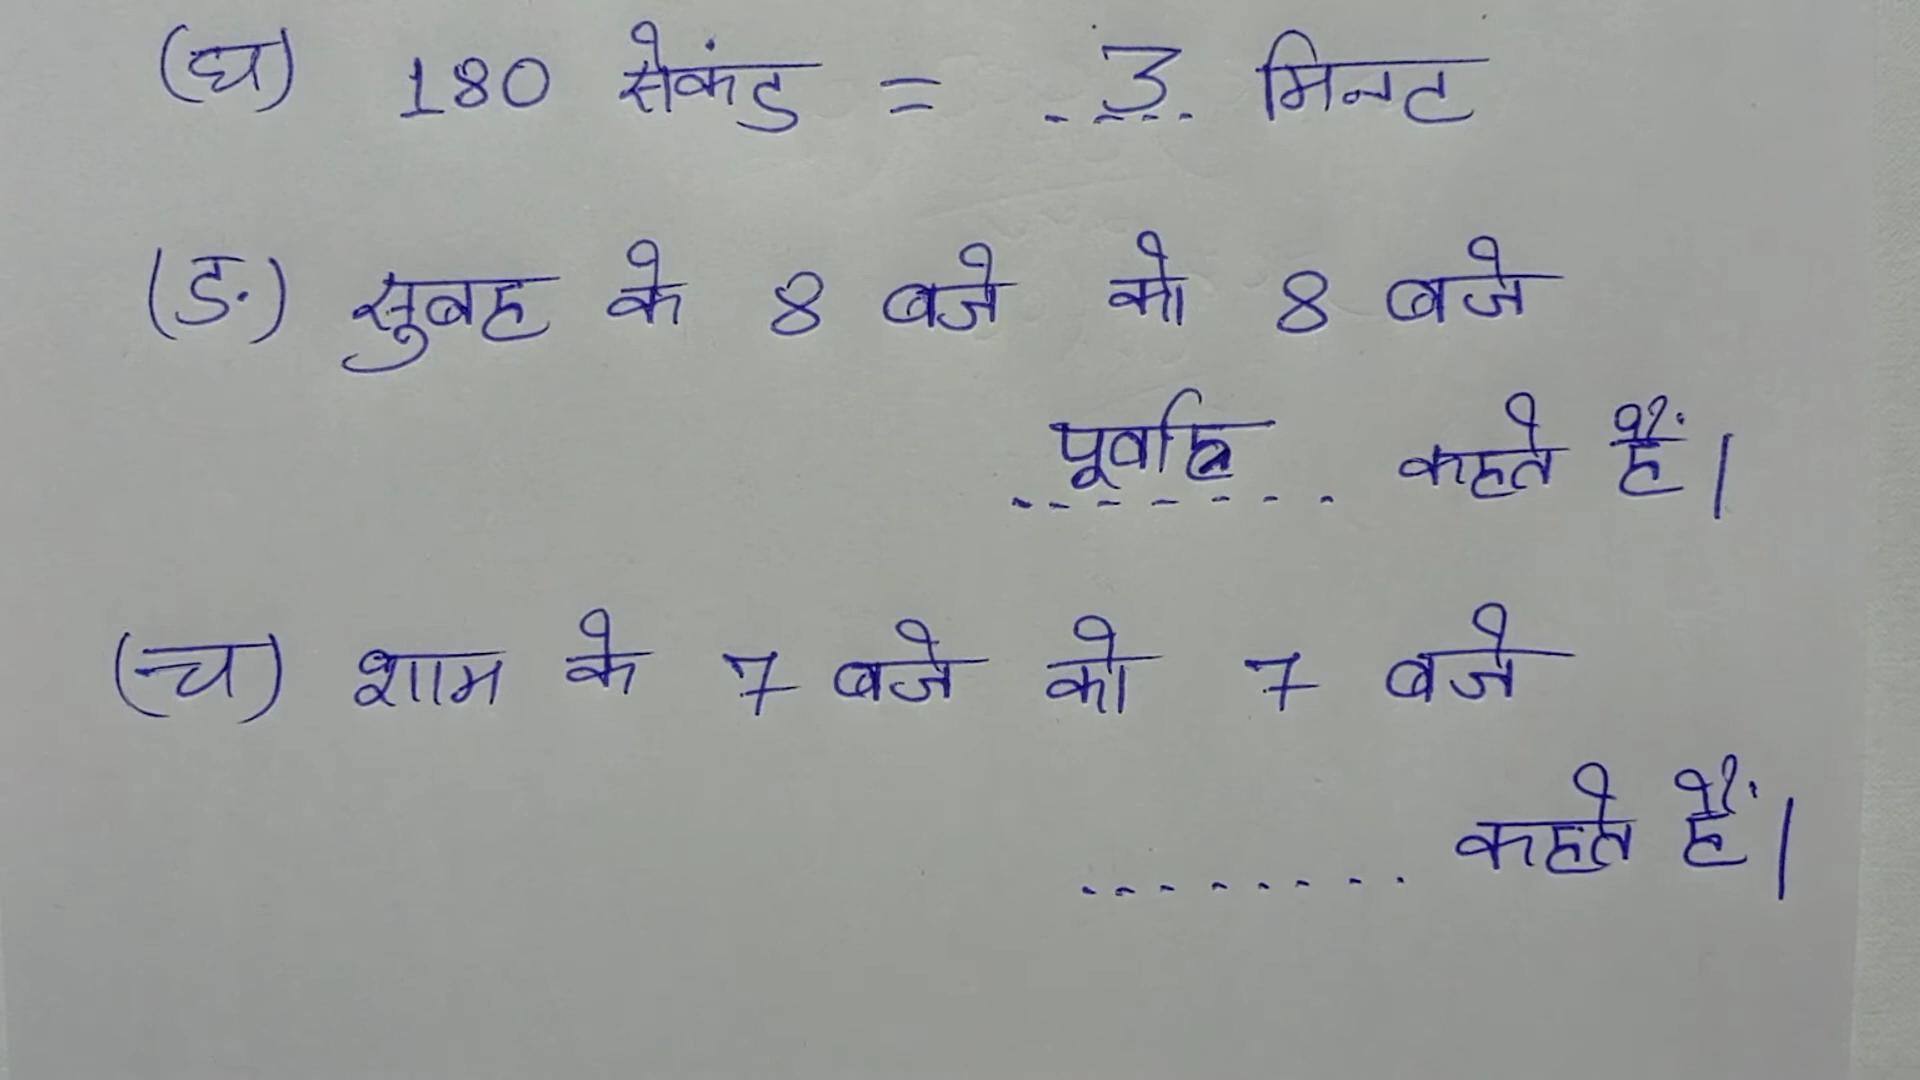 (घ) 180 सेकंड = ..3.. मिनट
(ङ) सुबह के 8 बजे को 8 बजे
पूर्वाह्न कहते हैं।
(च) शाम के 7 बजे को 7 बजे
........ कहते हैं।